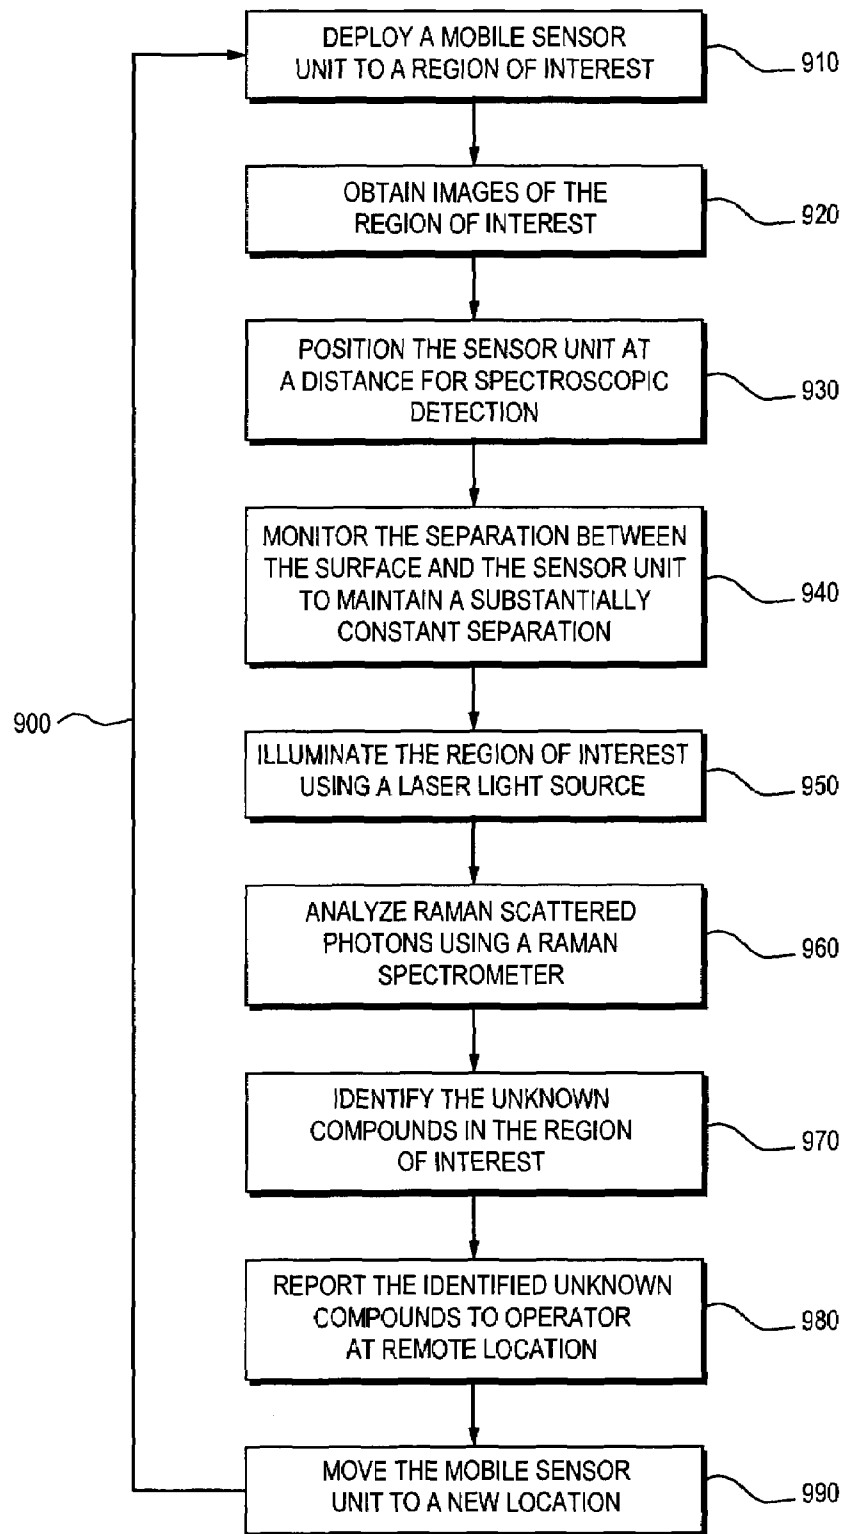 DEPLOY A MOBILE SENSOR
UNIT TO A REGION OF INTEREST
910
OBTAIN IMAGES OF THE
REGION OF INTEREST
920
POSITION THE SENSOR UNIT AT
A DISTANCE FOR SPECTROSCOPIC
DETECTION
930
MONITOR THE SEPARATION BETWEEN
THE SURFACE AND THE SENSOR UNIT
TO MAINTAIN A SUBSTANTIALLY
CONSTANT SEPARATION
940
900
ILLUMINATE THE REGION OF INTEREST
USING A LASER LIGHT SOURCE
950
ANALYZE RAMAN SCATTERED
PHOTONS USING A RAMAN
SPECTROMETER
960
IDENTIFY THE UNKNOWN
COMPOUNDS IN THE REGION
OF INTEREST
970
REPORT THE IDENTIFIED UNKNOWN
COMPOUNDS TO OPERATOR
AT REMOTE LOCATION
980
MOVE THE MOBILE SENSOR
UNIT TO A NEW LOCATION
990